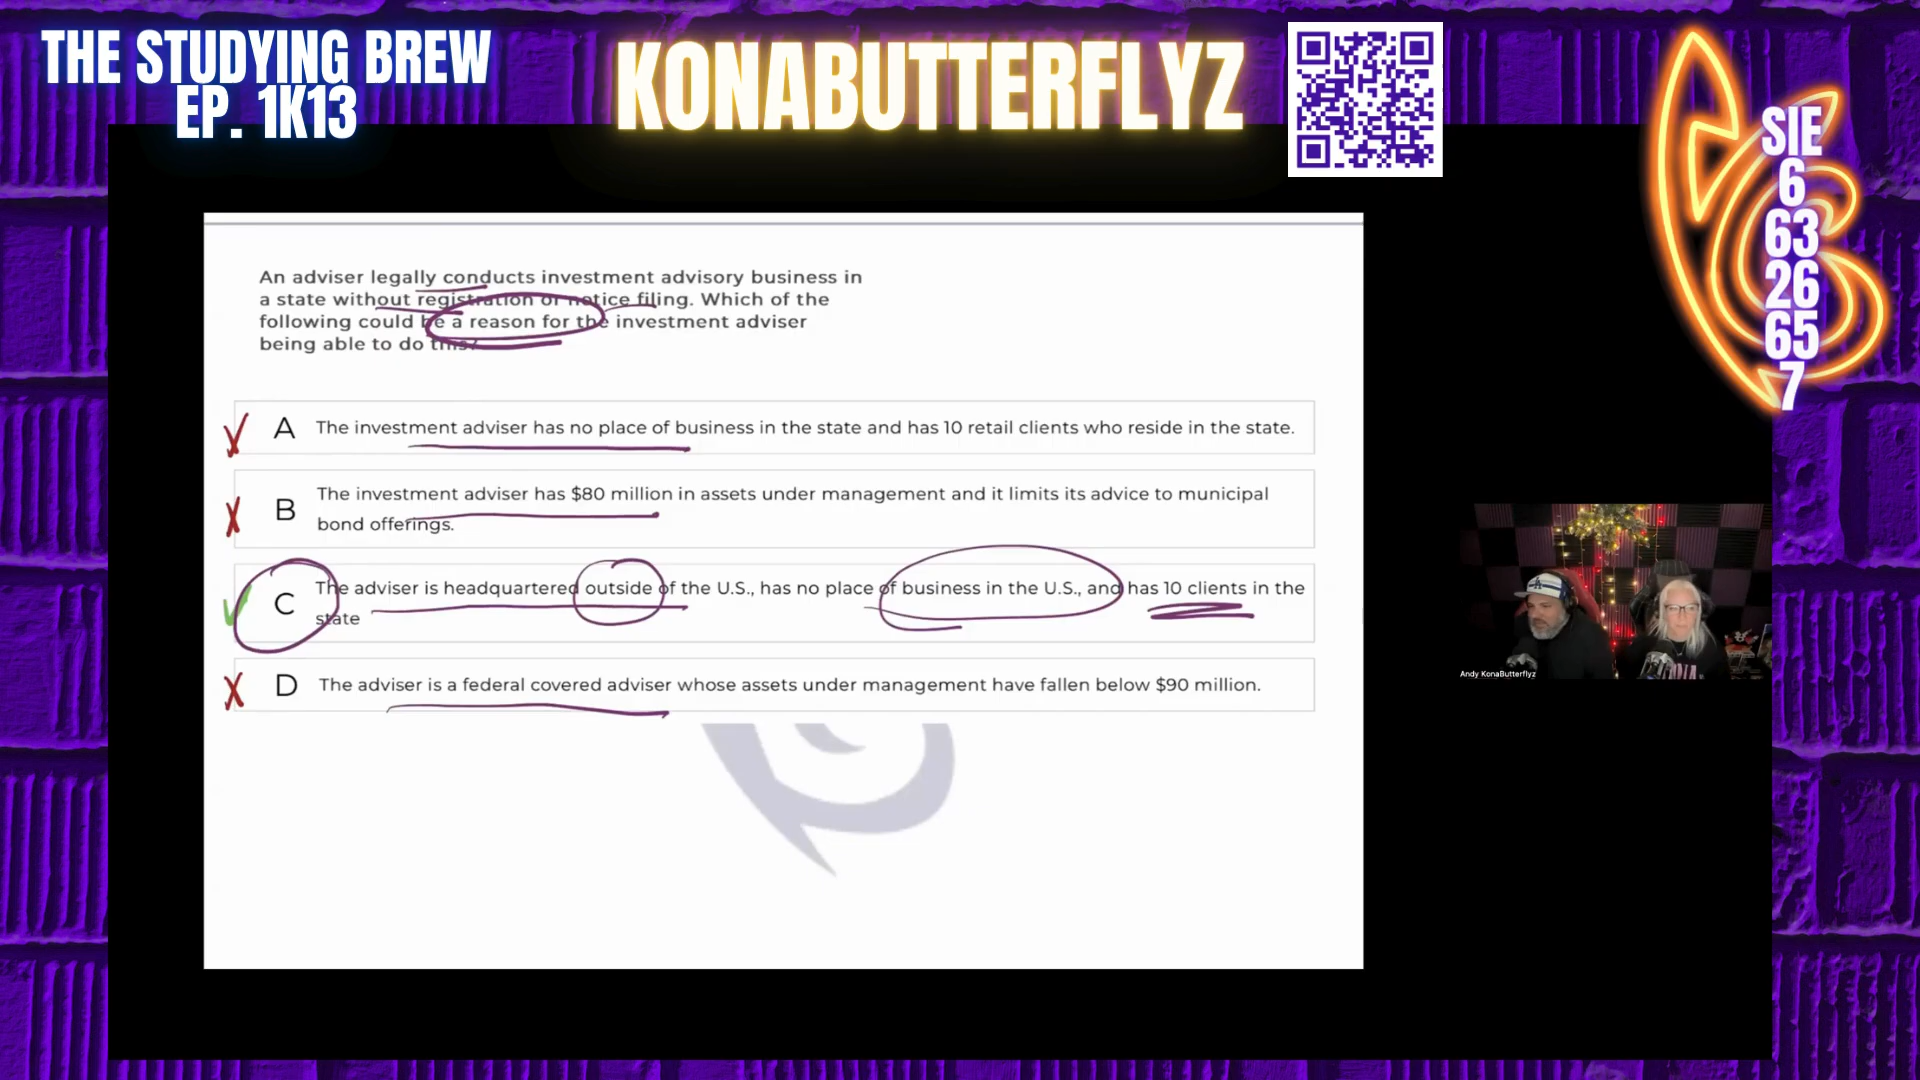 THE STUDYING BREW
EP. 1K13
KONABUTTERFLYZ
SIE
6
63
26
65
7
An adviser legally conducts investment advisory business in
a state without registration or notice filing. Which of the
following could be a reason for the investment adviser
being able to do this?
A The investment adviser has no place of business in the state and has 10 retail clients who reside in the state.
B The investment adviser has $80 million in assets under management and it limits its advice to municipal
bond offerings.
C The adviser is headquartered outside of the U.S., has no place of business in the U.S., and has 10 clients in the
state
D The adviser is a federal covered adviser whose assets under management have fallen below $90 million.
Andy KonaButterflyz